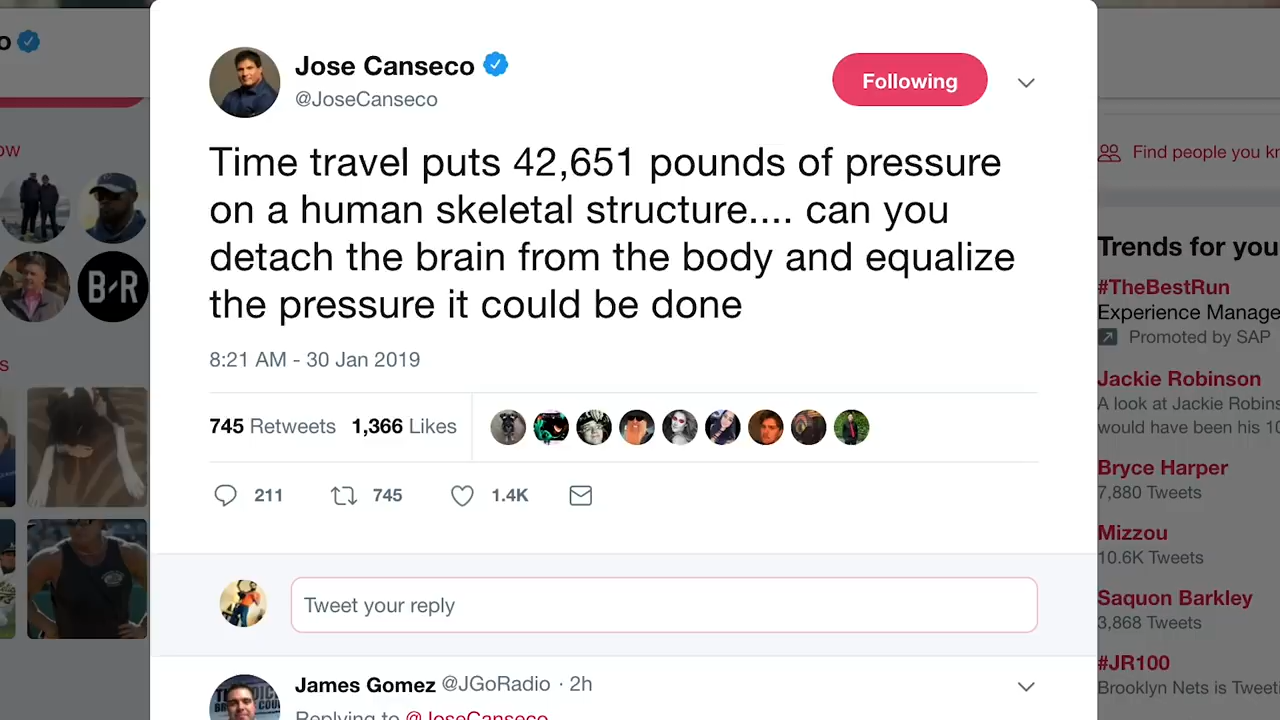 o
Jose Canseco
@JoseCanseco
Following
Time travel puts 42,651 pounds of pressure
on a human skeletal structure.... can you
detach the brain from the body and equalize
the pressure it could be done
8:21 AM - 30 Jan 2019
745 Retweets 1,366 Likes
211 745 1.4K
Tweet your reply
James Gomez @JGoRadio · 2h
Replying to @JoseCanseco
ow
B/R
s
Find people you kn
Trends for you
#TheBestRun
Experience Manage
Promoted by SAP
Jackie Robinson
A look at Jackie Robins
would have been his 10
Bryce Harper
7,880 Tweets
Mizzou
10.6K Tweets
Saquon Barkley
3,868 Tweets
#JR100
Brooklyn Nets is Tweeti